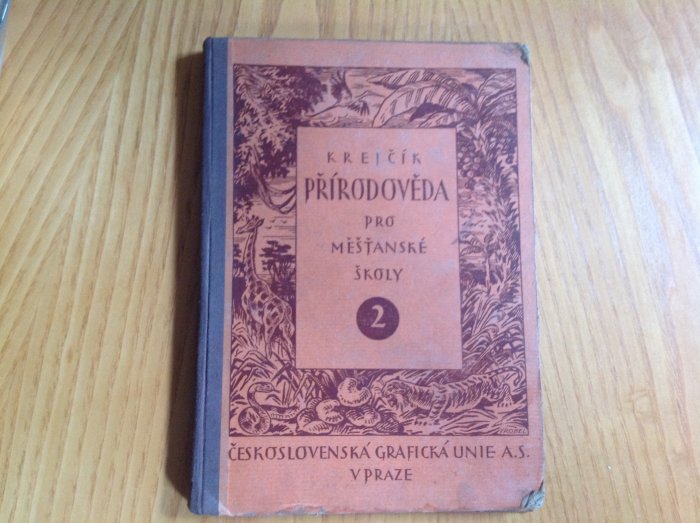 KREJČÍK
PŘÍRODOVĚDA
PRO
MĚŠŤANSKÉ
ŠKOLY
2
ČESKOSLOVENSKÁ GRAFICKÁ UNIE A.S.
V PRAZE